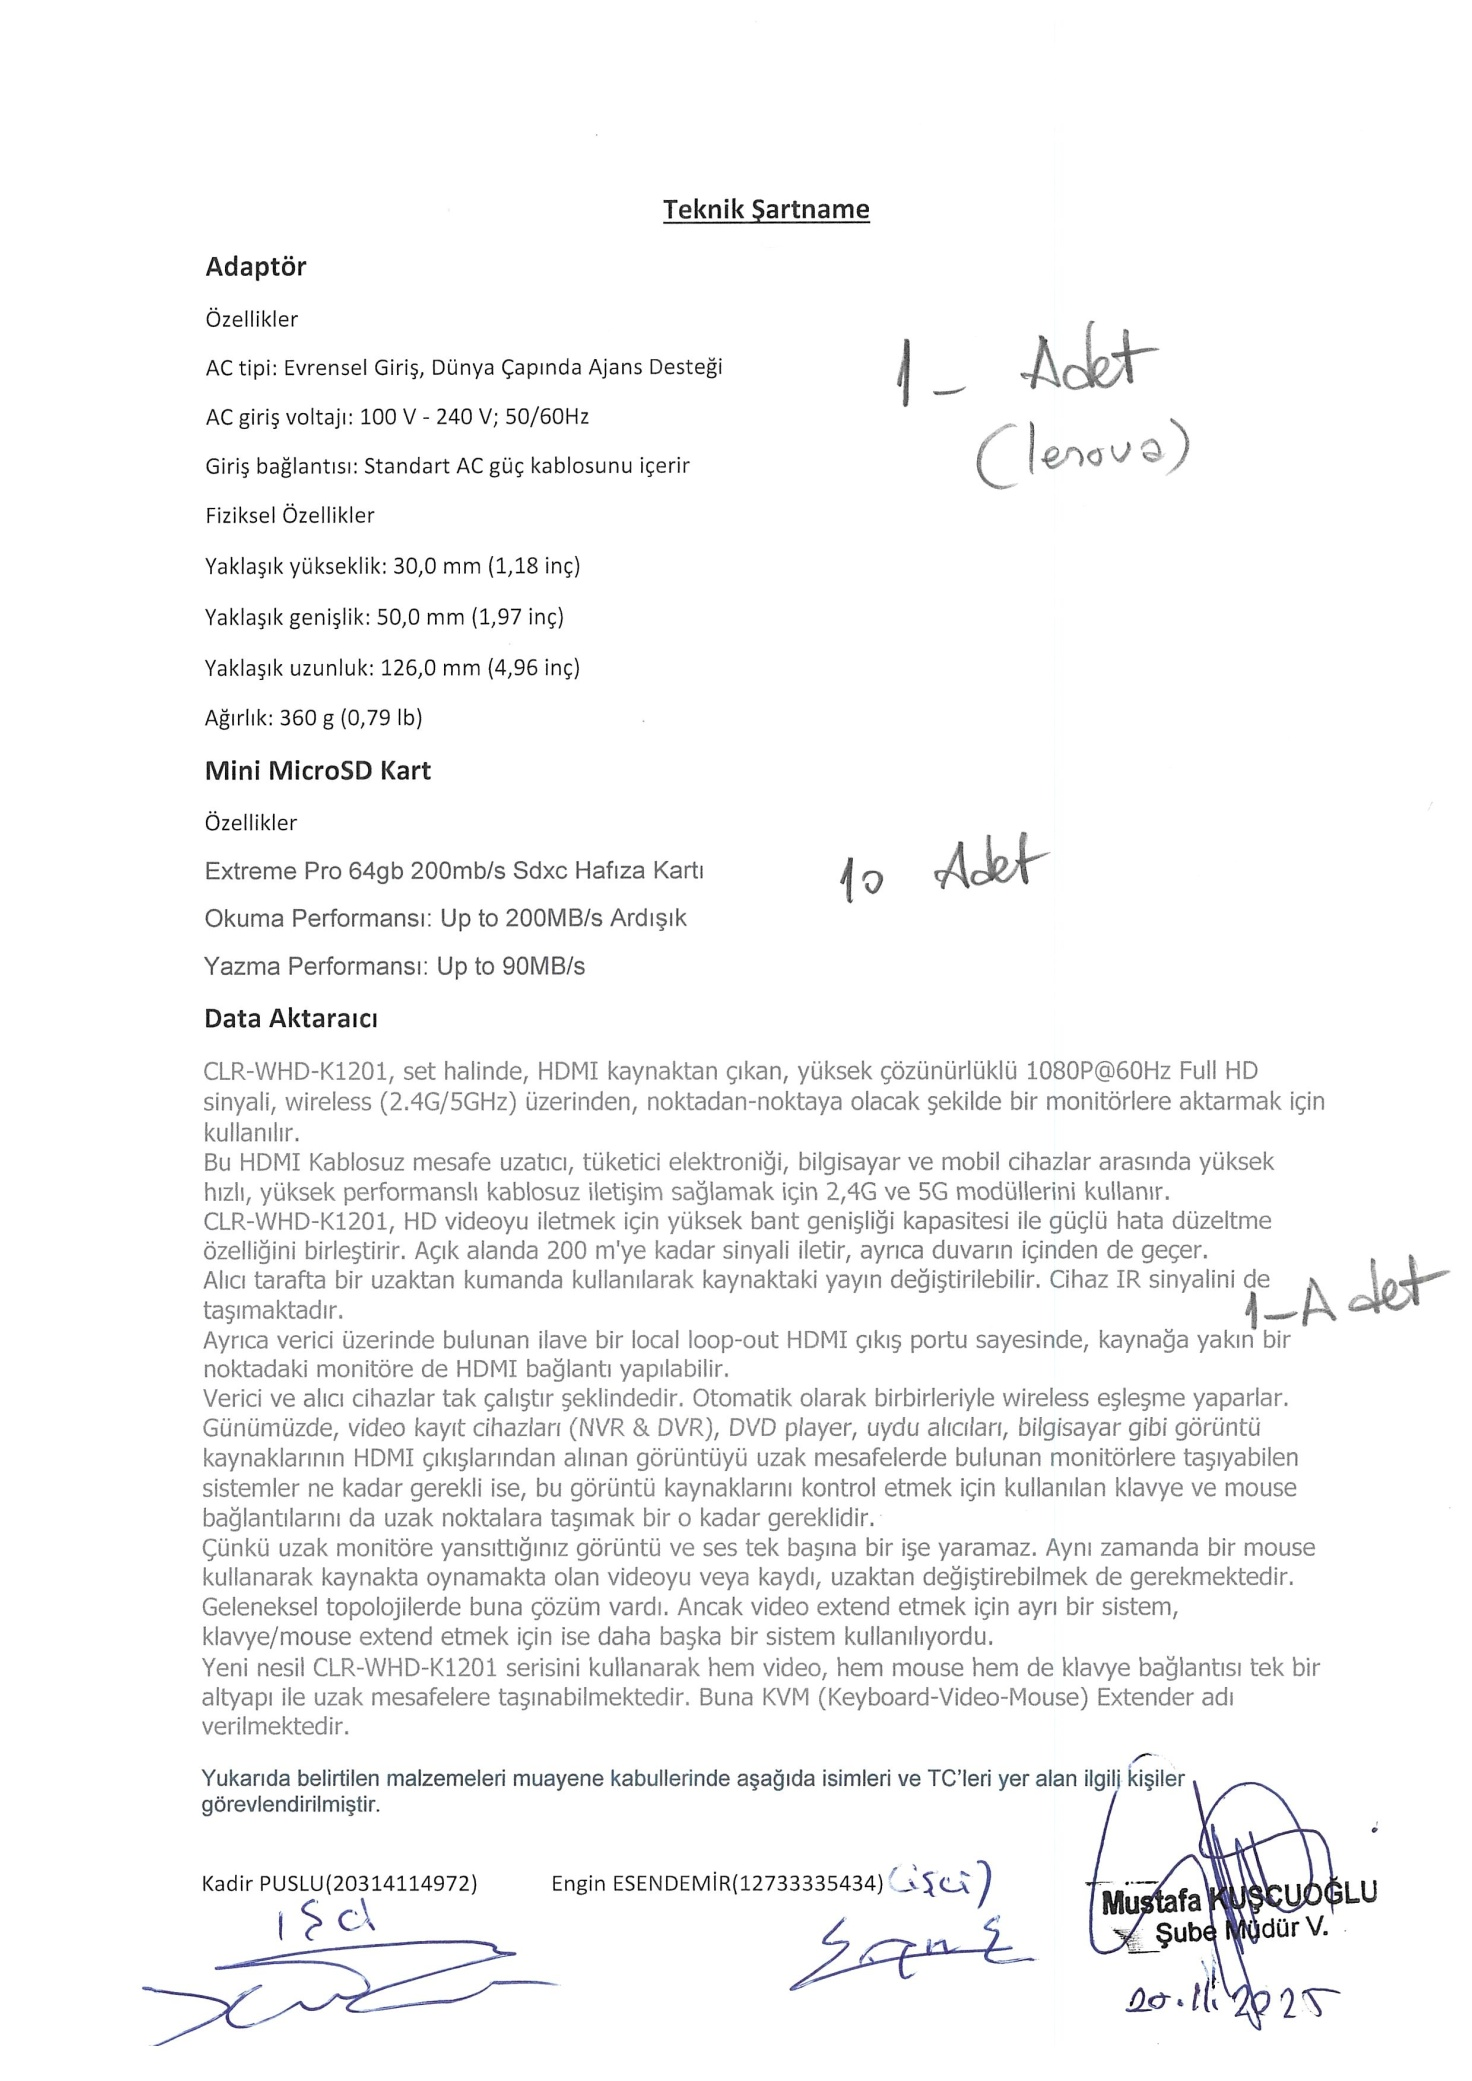 Teknik Şartname
Adaptör
Özellikler
AC tipi: Evrensel Giriş, Dünya Çapında Ajans Desteği
1 - Adet
AC giriş voltajı: 100 V - 240 V; 50/60Hz
(lenova)
Giriş bağlantısı: Standart AC güç kablosunu içerir
Fiziksel Özellikler
Yaklaşık yükseklik: 30,0 mm (1,18 inç)
Yaklaşık genişlik: 50,0 mm (1,97 inç)
Yaklaşık uzunluk: 126,0 mm (4,96 inç)
Ağırlık: 360 g (0,79 lb)
Mini MicroSD Kart
Özellikler
Extreme Pro 64gb 200mb/s Sdxc Hafıza Kartı
10 Adet
Okuma Performansı: Up to 200MB/s Ardışık
Yazma Performansı: Up to 90MB/s
Data Aktaraıcı
CLR-WHD-K1201, set halinde, HDMI kaynaktan çıkan, yüksek çözünürlüklü 1080P@60Hz Full HD
sinyali, wireless (2.4G/5GHz) üzerinden, noktadan-noktaya olacak şekilde bir monitörlere aktarmak için
kullanılır.
Bu HDMI Kablosuz mesafe uzatıcı, tüketici elektroniği, bilgisayar ve mobil cihazlar arasında yüksek
hızlı, yüksek performanslı kablosuz iletişim sağlamak için 2,4G ve 5G modüllerini kullanır.
CLR-WHD-K1201, HD videoyu iletmek için yüksek bant genişliği kapasitesi ile güçlü hata düzeltme
özelliğini birleştirir. Açık alanda 200 m'ye kadar sinyali iletir, ayrıca duvarın içinden de geçer.
Alıcı tarafta bir uzaktan kumanda kullanılarak kaynaktaki yayın değiştirilebilir. Cihaz IR sinyalini de
taşımaktadır.
1-Adet
Ayrıca verici üzerinde bulunan ilave bir local loop-out HDMI çıkış portu sayesinde, kaynağa yakın bir
noktadaki monitöre de HDMI bağlantı yapılabilir.
Verici ve alıcı cihazlar tak çalıştır şeklindedir. Otomatik olarak birbirleriyle wireless eşleşme yaparlar.
Günümüzde, video kayıt cihazları (NVR & DVR), DVD player, uydu alıcıları, bilgisayar gibi görüntü
kaynaklarının HDMI çıkışlarından alınan görüntüyü uzak mesafelerde bulunan monitörlere taşıyabilen
sistemler ne kadar gerekli ise, bu görüntü kaynaklarını kontrol etmek için kullanılan klavye ve mouse
bağlantılarını da uzak noktalara taşımak bir o kadar gereklidir.
Çünkü uzak monitöre yansıttığınız görüntü ve ses tek başına bir işe yaramaz. Aynı zamanda bir mouse
kullanarak kaynakta oynamakta olan videoyu veya kaydı, uzaktan değiştirebilmek de gerekmektedir.
Geleneksel topolojilerde buna çözüm vardı. Ancak video extend etmek için ayrı bir sistem,
klavye/mouse extend etmek için ise daha başka bir sistem kullanılıyordu.
Yeni nesil CLR-WHD-K1201 serisini kullanarak hem video, hem mouse hem de klavye bağlantısı tek bir
altyapı ile uzak mesafelere taşınabilmektedir. Buna KVM (Keyboard-Video-Mouse) Extender adı
verilmektedir.
Yukarıda belirtilen malzemeleri muayene kabullerinde aşağıda isimleri ve TC'leri yer alan ilgili kişiler
görevlendirilmiştir.
Kadir PUSLU(20314114972) Engin ESENDEMİR(12733335434) (işçi)
Mustafa KUŞCUOĞLU
Şube Müdür V.
20.11.2025